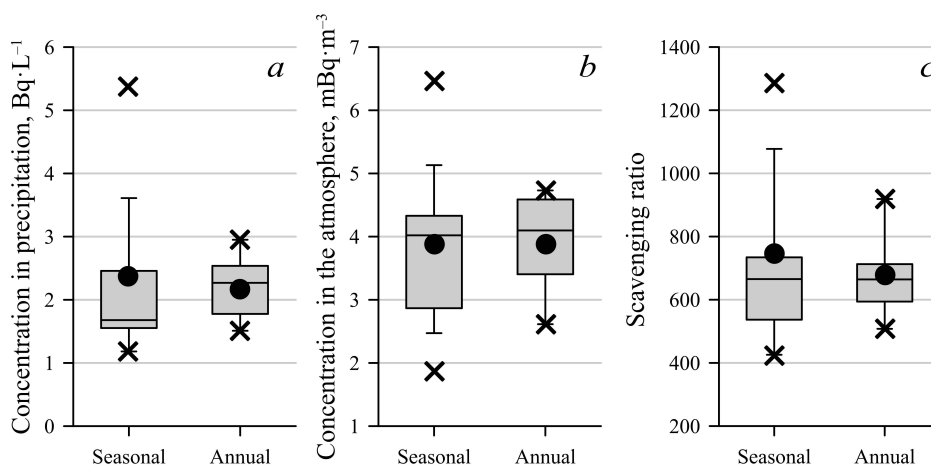 Concentration in precipitation, Bq·L⁻¹
6
5
4
3
2
1
0
a
Seasonal Annual
Concentration in the atmosphere, mBq·m⁻³
7
6
5
4
3
2
1
b
Seasonal Annual
Scavenging ratio
1400
1200
1000
800
600
400
200
c
Seasonal Annual